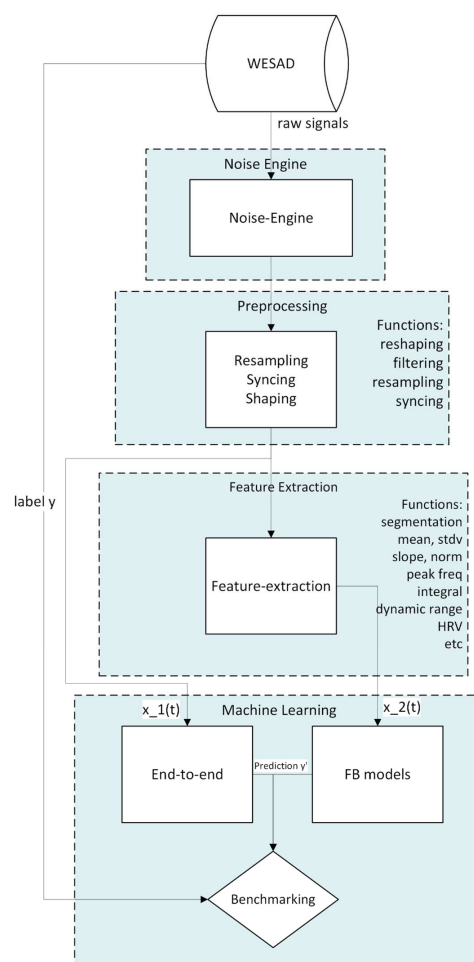 WESAD
raw signals
Noise Engine
Noise-Engine
Preprocessing
Resampling
Syncing
Shaping
Functions:
reshaping
filtering
resampling
syncing
label y
Feature Extraction
Feature-extraction
Functions:
segmentation
mean, stdv
slope, norm
peak freq
integral
dynamic range
HRV
etc
x_1(t)
Machine Learning
x_2(t)
End-to-end
Prediction y'
FB models
Benchmarking